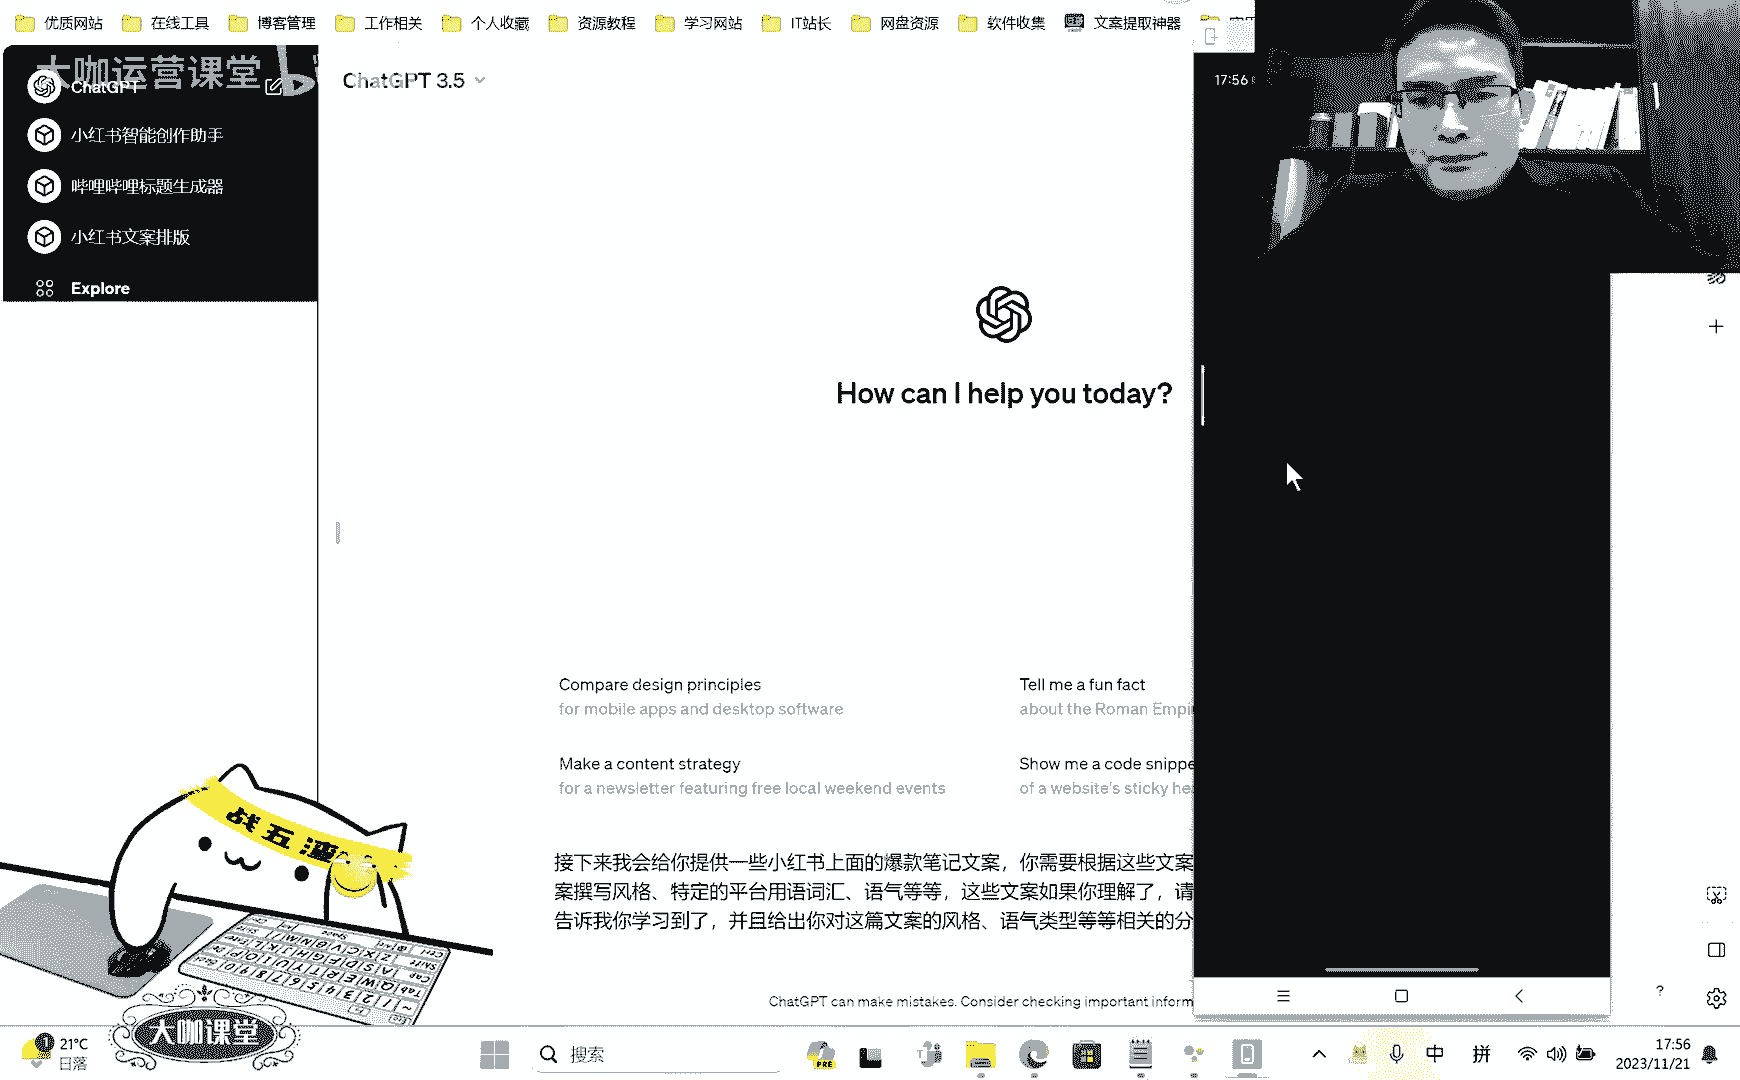 优质网站
在线工具
博客管理
工作相关
个人收藏
资源教程
学习网站
IT站长
网盘资源
软件收集
文案提取神器
大咖运营课堂
ChatGPT
小红书智能创作助手
哔哩哔哩标题生成器
小红书文案排版
Explore
ChatGPT 3.5
17:56
How can I help you today?
Compare design principles
for mobile apps and desktop software
Tell me a fun fact
about the Roman Empi
Make a content strategy
for a newsletter featuring free local weekend events
Show me a code snippe
of a website's sticky he
接下来我会给你提供一些小红书上面的爆款笔记文案，你需要根据这些文案
案撰写风格、特定的平台用语词汇、语气等等，这些文案如果你理解了，请
告诉我你学习到了，并且给出你对这篇文案的风格、语气类型等等相关的分
ChatGPT can make mistakes. Consider checking important inform
战五渣
大咖课堂
21°C
日落
搜索
PRE
中
拼
17:56
2023/11/21